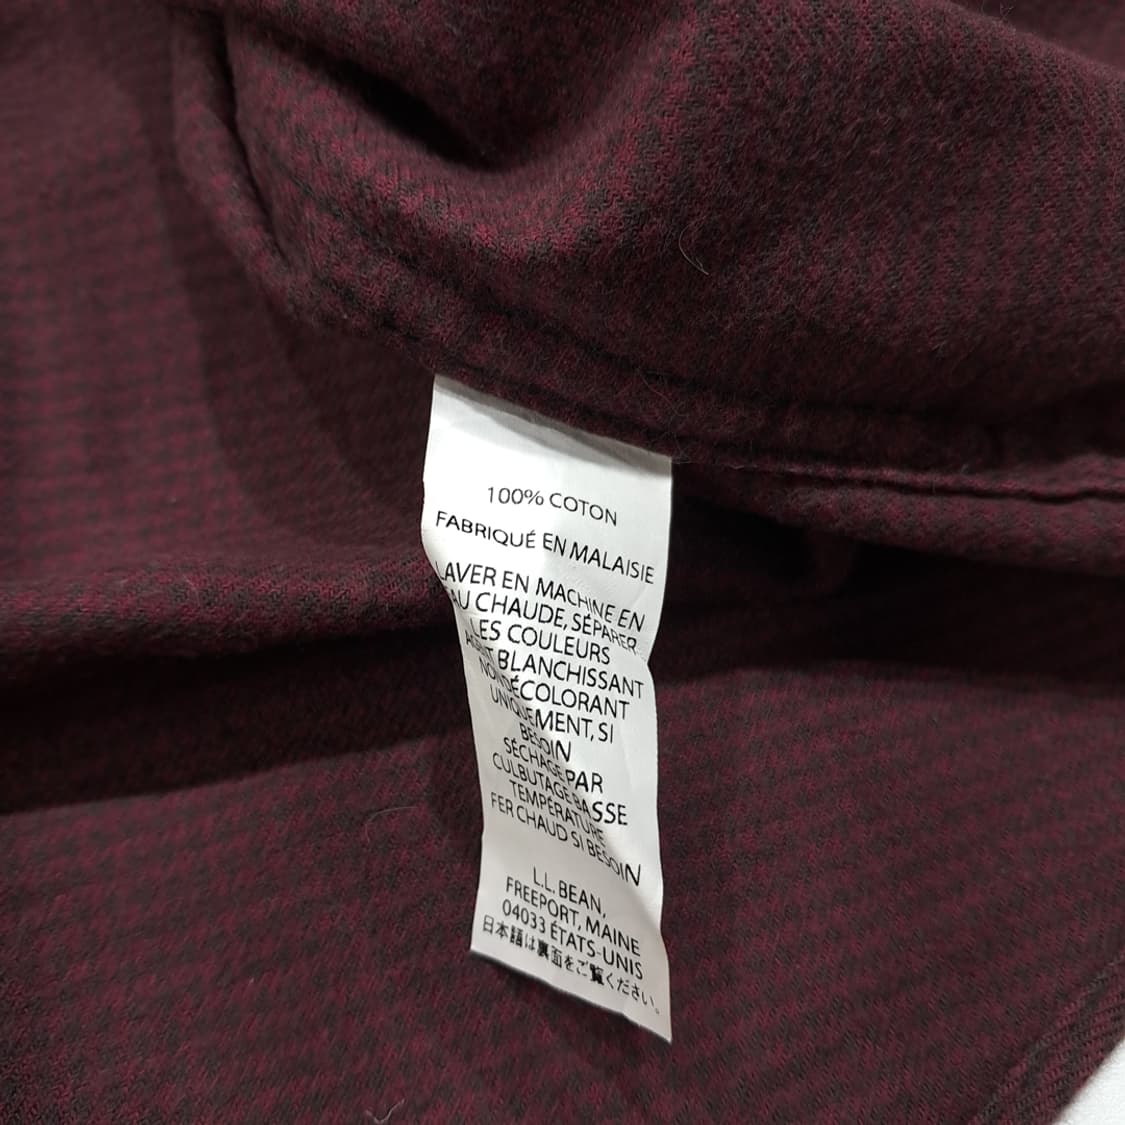 100% COTON
FABRIQUÉ EN MALAISIE
LAVER EN MACHINE EN
EAU CHAUDE, SÉPARER
LES COULEURS
AGENT BLANCHISSANT
NON DÉCOLORANT
UNIQUEMENT, SI
BESOIN
SÉCHAGE PAR
CULBUTAGE BASSE
TEMPÉRATURE
FER CHAUD SI BESOIN
L.L.BEAN,
FREEPORT, MAINE
04033 ÉTATS-UNIS
日本語は裏面をご覧ください。